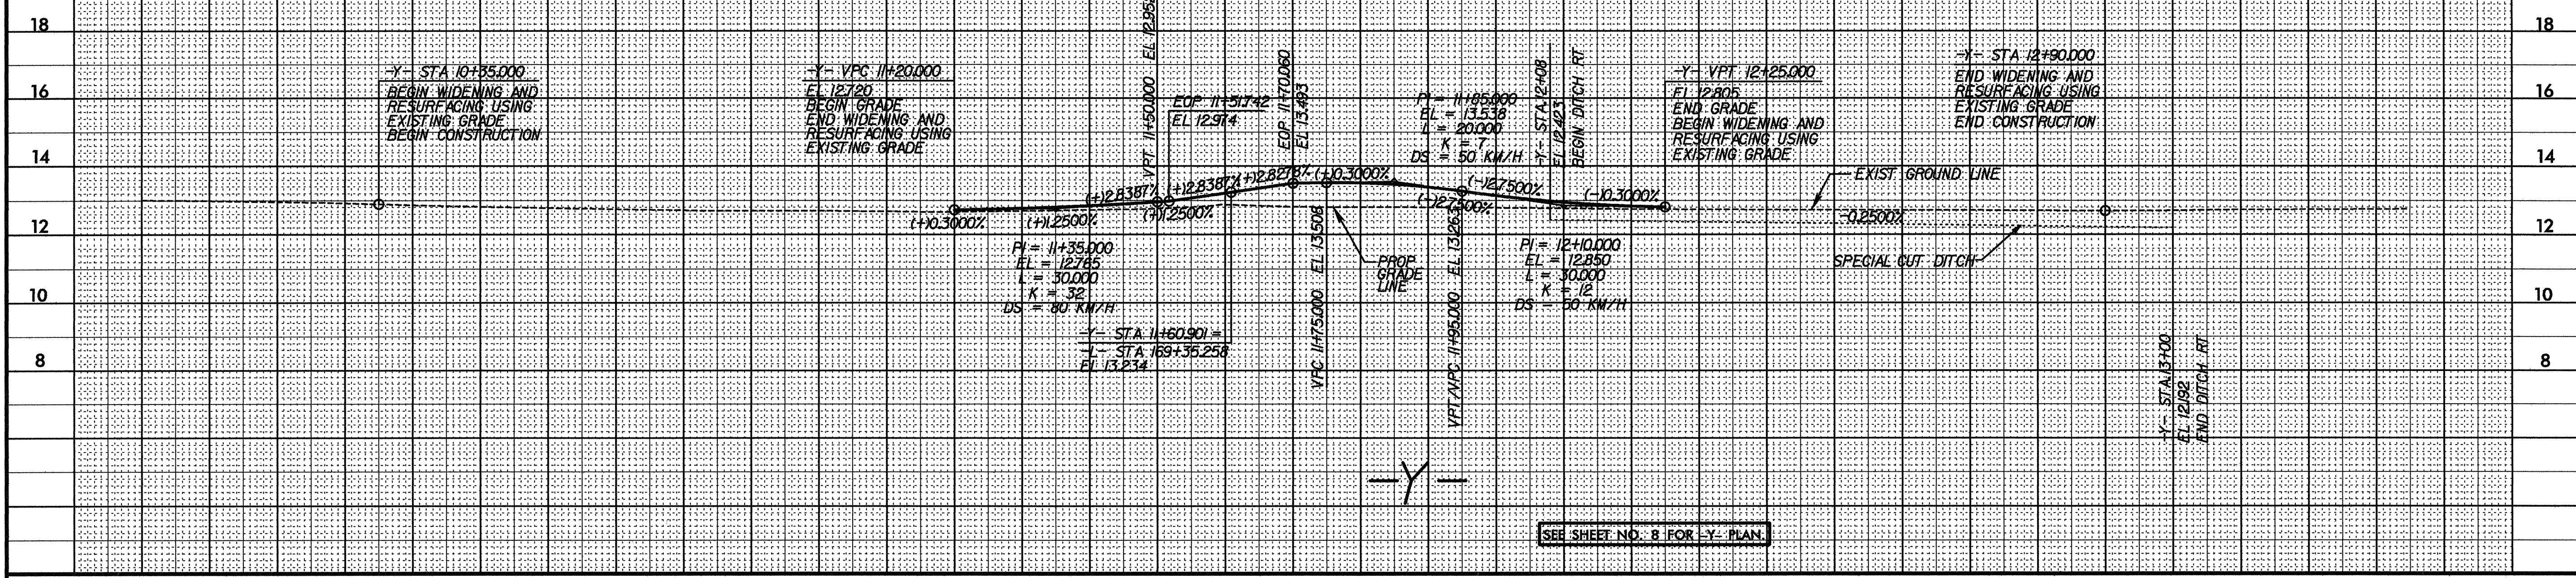 18
16
14
12
10
8
-Y- STA 10+35.000
BEGIN WIDENING AND
RESURFACING USING
EXISTING GRADE
BEGIN CONSTRUCTION
-Y- VPC 11+20.000
EL 12.720
BEGIN GRADE
END WIDENING AND
RESURFACING USING
EXISTING GRADE
VPT 11+50.000 EL 12.95
EOP 11+51.742
EL 12.974
EOP 11+70.060
EL 13.493
PI = 11+85.000
EL = 13.538
L = 20.000
K = 7
DS = 50 KM/H
-Y- STA. 12+08
EL 12.423
BEGIN DITCH RT
-Y- VPT 12+25.000
EL 12.805
END GRADE
BEGIN WIDENING AND
RESURFACING USING
EXISTING GRADE
-Y- STA 12+90.000
END WIDENING AND
RESURFACING USING
EXISTING GRADE
END CONSTRUCTION
18
16
14
12
10
8
(+)2.8387%
(+)2.8387%
(+)2.8278%
(+)0.3000%
(-)2.7500%
(-)0.3000%
EXIST GROUND LINE
(+)0.3000%
(+)1.2500%
(+)1.2500%
(-)2.7500%
-0.2500%
SPECIAL CUT DITCH
PI = 11+35.000
EL = 12.765
L = 30.000
K = 32
DS = 80 KM/H
-Y- STA 11+60.901 =
-L- STA 169+35.258
EL 13.234
VPC 11+75.000 EL 13.508
PROP
GRADE
LINE
VPT/VPC 11+95.000 EL 13.263
PI = 12+10.000
EL = 12.850
L = 30.000
K = 12
DS = 50 KM/H
-Y- STA. 13+00
EL 12.192
END DITCH RT
-Y-
SEE SHEET NO. 8 FOR -Y- PLAN.